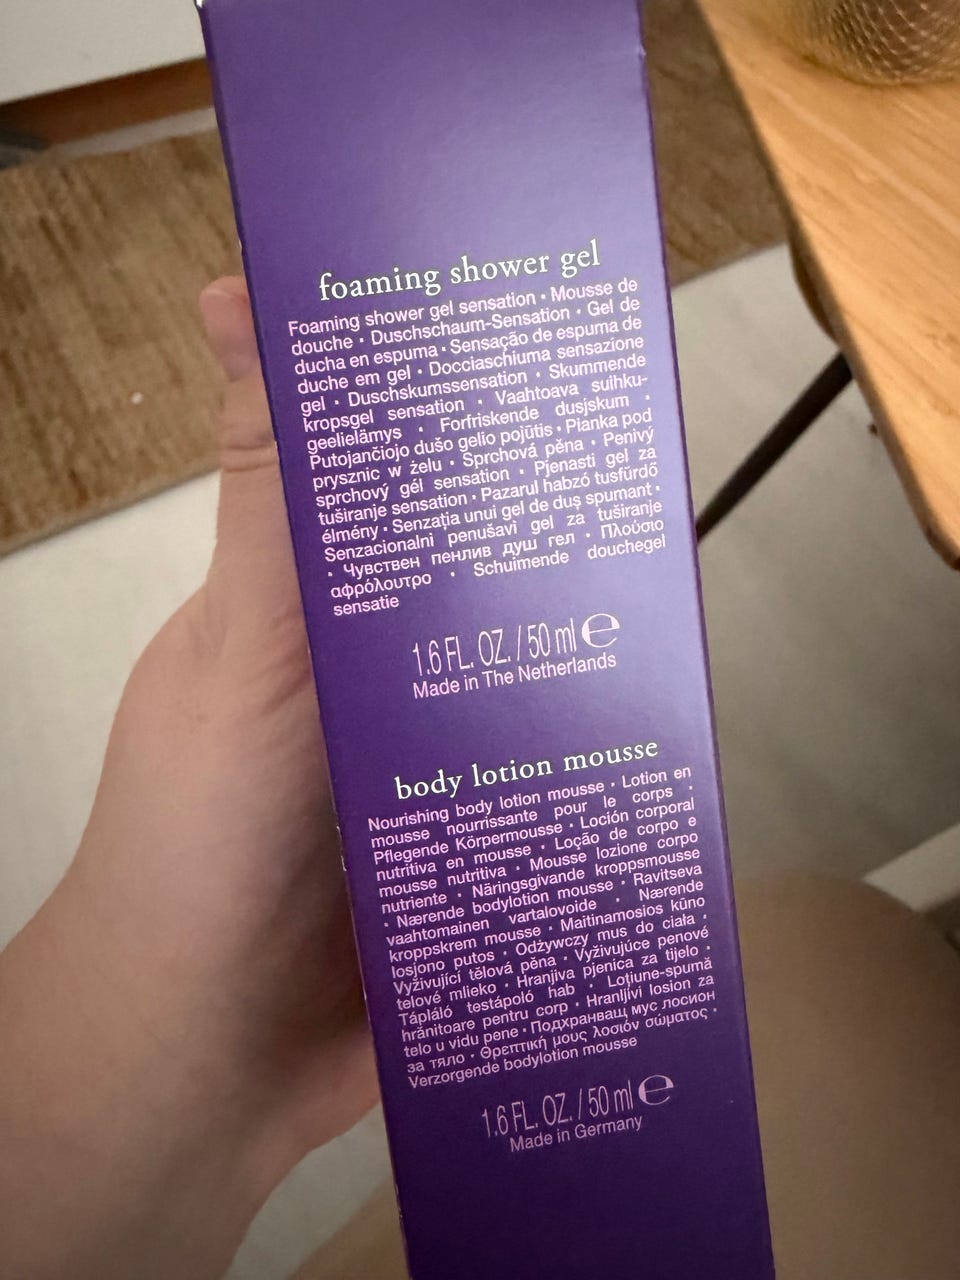 foaming shower gel
Foaming shower gel sensation • Mousse de
douche • Duschschaum-Sensation • Gel de
ducha en espuma • Sensação de espuma de
duche em gel • Docciaschiuma sensazione
gel • Duschskumssensation • Skummende
kropsgel sensation • Vaahtoava suihku-
geelielämys • Forfriskende dusjskum •
Putojančiojo dušo gelio pojūtis • Pianka pod
prysznic w żelu • Sprchová pěna • Penivý
sprchový gél sensation • Pjenasti gel za
tuširanje sensation • Pazarul habzó tusfürdő
élmény • Senzația unui gel de duș spumant •
Senzacionalni penušavi gel za tuširanje
• Чувствен пенлив душ гел • Πλούσιο
αφρόλουτρο • Schuimende douchegel
sensatie
1.6 FL. OZ. / 50 ml ℮
Made in The Netherlands
body lotion mousse
Nourishing body lotion mousse • Lotion en
mousse nourrissante pour le corps •
Pflegende Körpermousse • Loción corporal
nutritiva en mousse • Loção de corpo e
mousse nutritiva • Mousse lozione corpo
nutriente • Näringsgivande kroppsmousse
• Nærende bodylotion mousse • Ravitseva
vaahtomainen vartalovoide • Nærende
kroppskrem mousse • Maitinamosios kūno
losjono putos • Odżywczy mus do ciała •
Vyživující tělová pěna • Vyživujúce penové
telové mlieko • Hranjiva pjenica za tijelo •
Tápláló testápoló hab • Loțiune-spumă
hrănitoare pentru corp • Hranljivi losion za
telo u vidu pene • Подхранващ мус лосион
за тяло • Θρεπτική μους λοσιόν σώματος •
Verzorgende bodylotion mousse
1.6 FL. OZ. / 50 ml ℮
Made in Germany